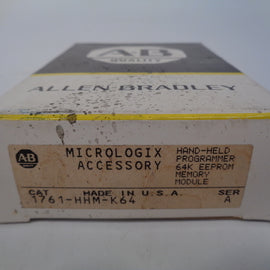 AB
QUALITY
ALLEN-BRADLEY
AB
MICROLOGIX
ACCESSORY
HAND-HELD
PROGRAMMER
64K EEPROM
MEMORY
MODULE
CAT
MADE IN U.S.A.
SER
1761-HHM-K64
A